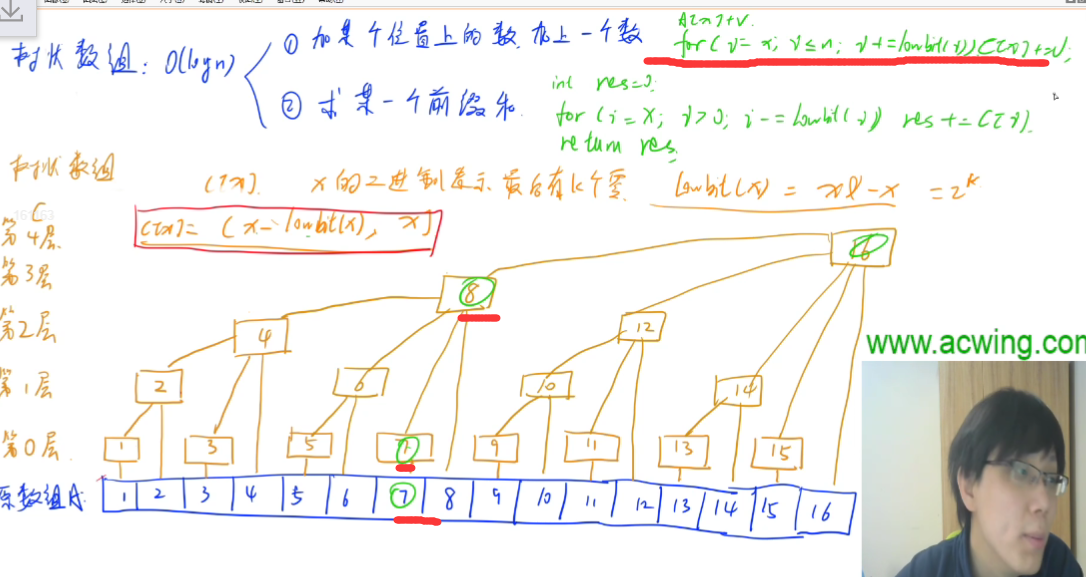 树状数组：O(logn)
① 加某个位置上的数，加上一个数
② 求某一个前缀和
A[x]+v.
for(i=x; i≤n; i+=lowbit(i)) C[i]+=v;
int res=0;
for(i=x; i>0; i-=lowbit(i)) res+=C[i].
return res.
树状数组
C[x].
x的二进制表示 最后有k个零
lowbit(x) = x&-x = 2^k
C[x]= (x-lowbit(x), x]
C
第4层
第3层
第2层
第1层
第0层
16
8
4 12
2 6 10 14
1 3 5 7 9 11 13 15
原数组A: 1 2 3 4 5 6 7 8 9 10 11 12 13 14 15 16
www.acwing.com